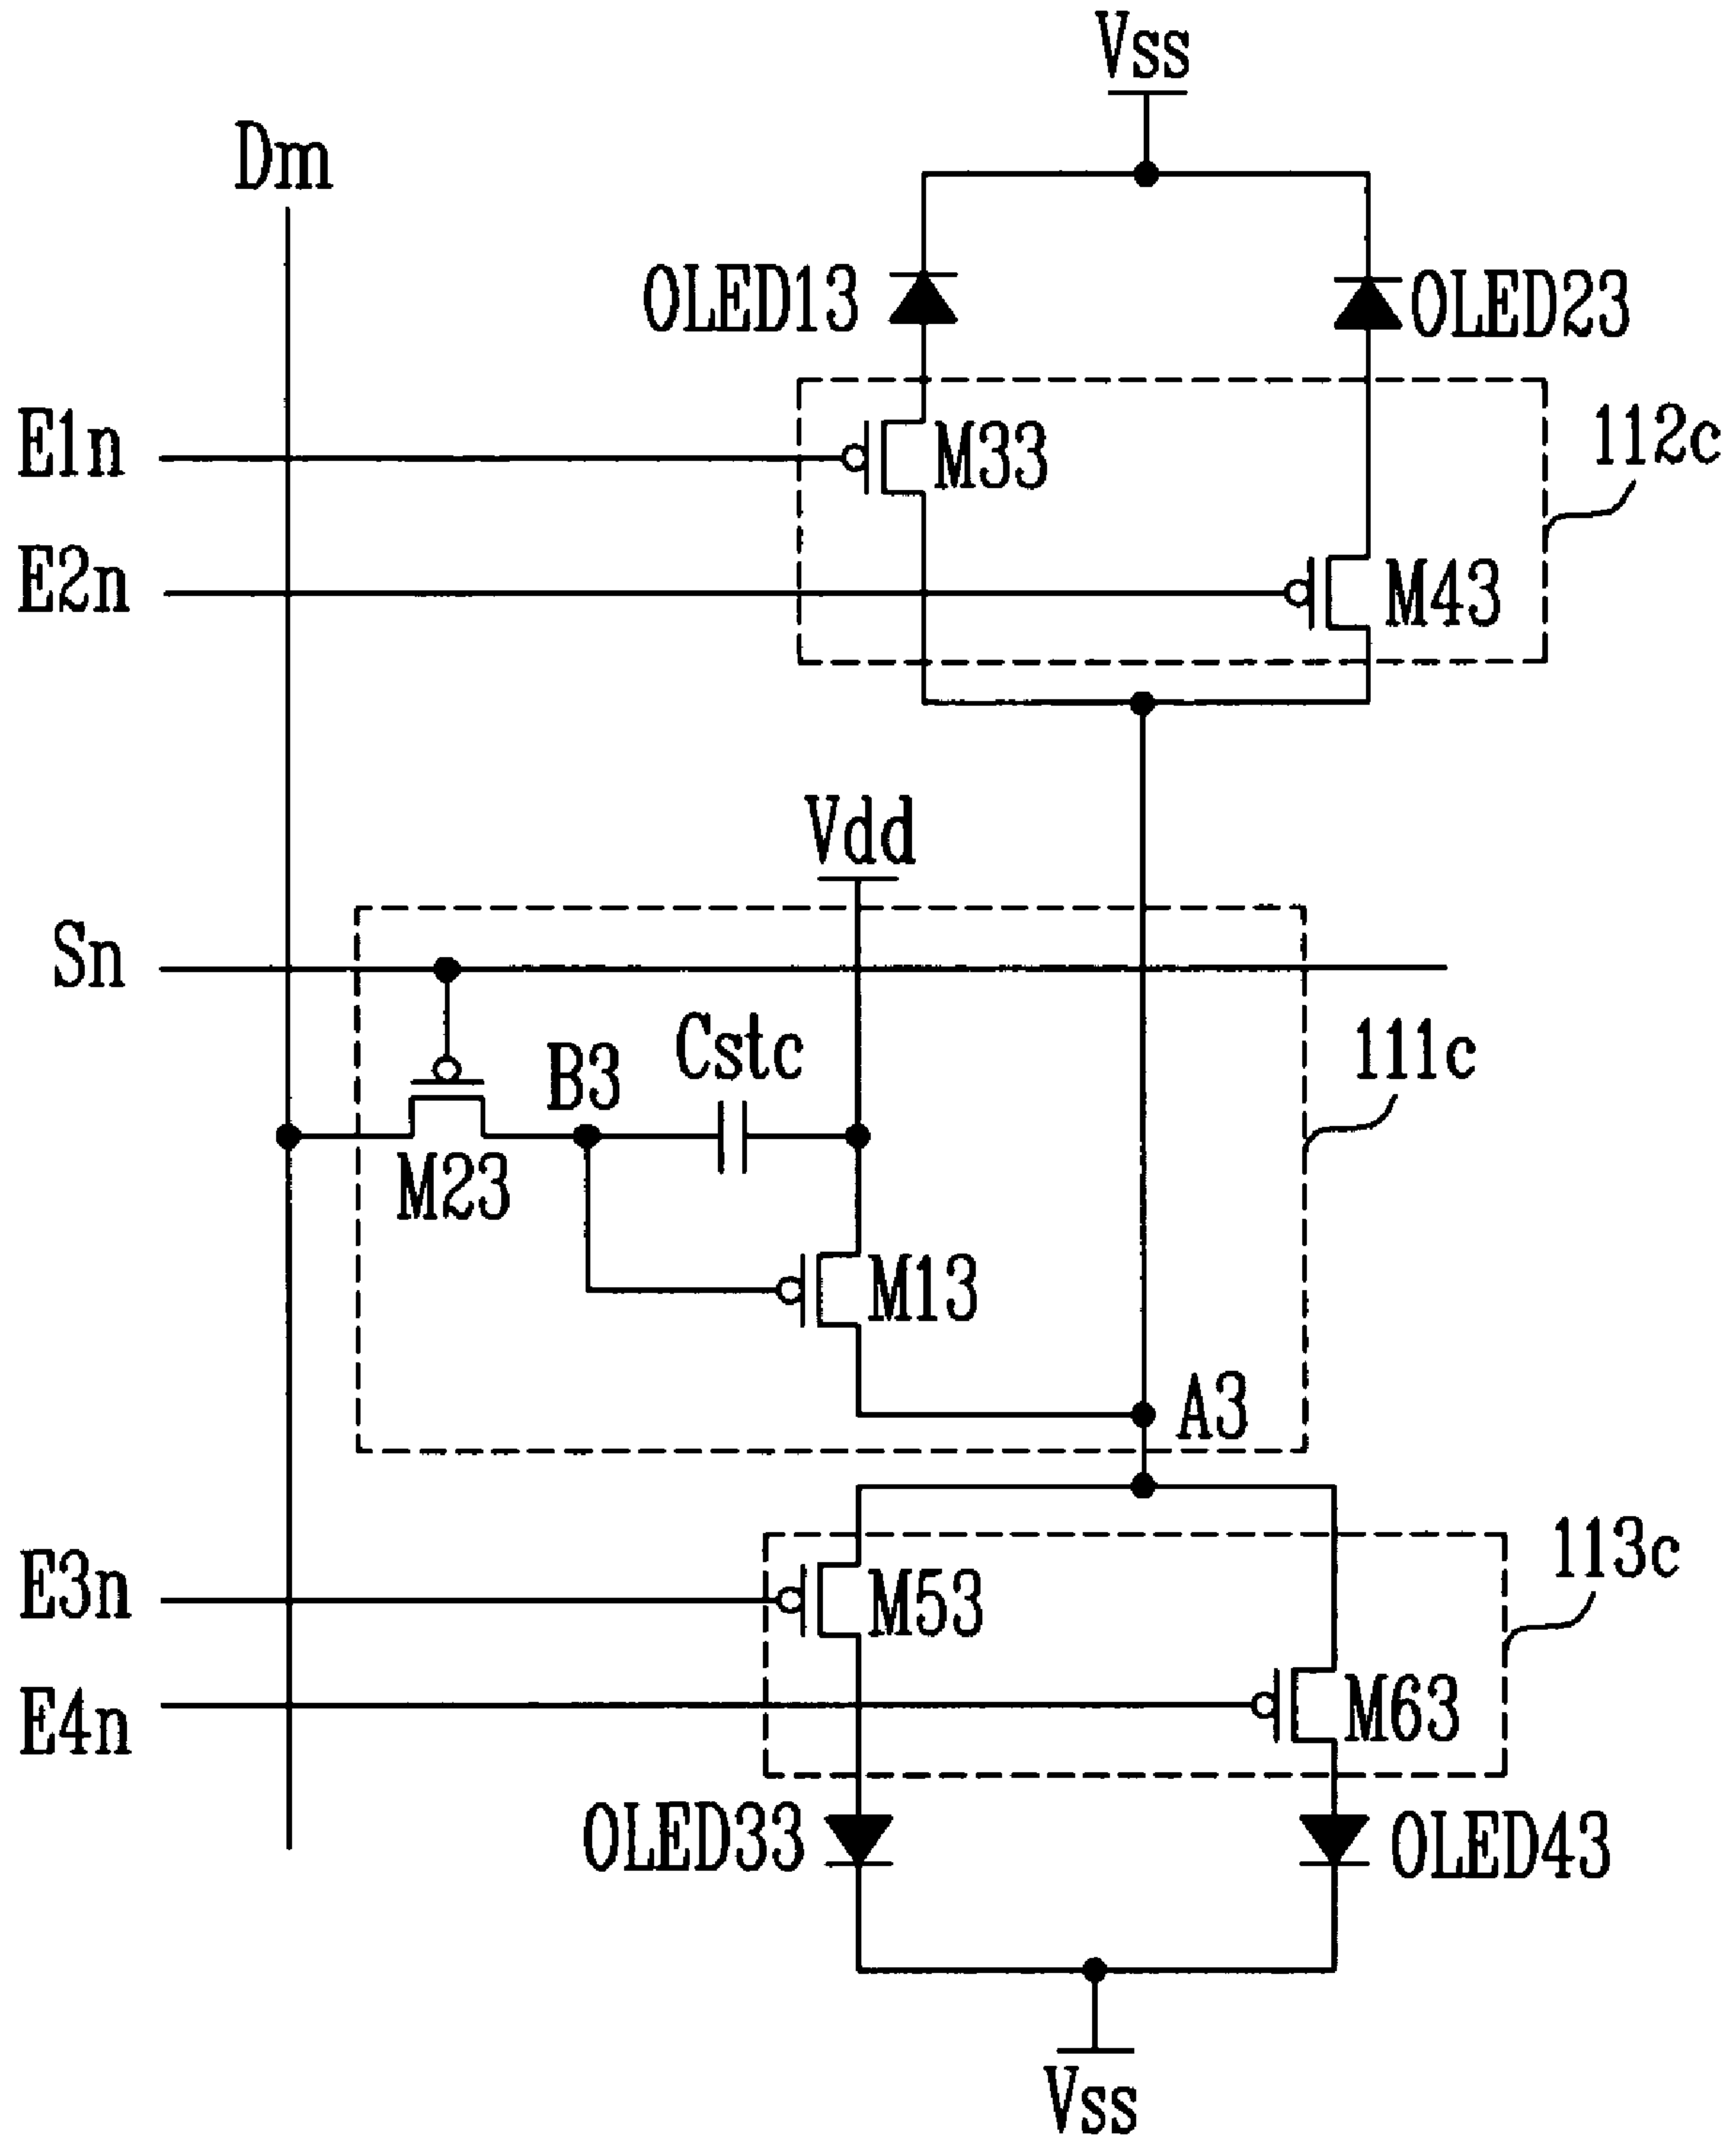 Vss
Dm
OLED13
OLED23
E1n
M33
112c
E2n
M43
Vdd
Sn
Cstc
B3
111c
M23
M13
A3
E3n
M53
113c
E4n
M63
OLED33
OLED43
Vss